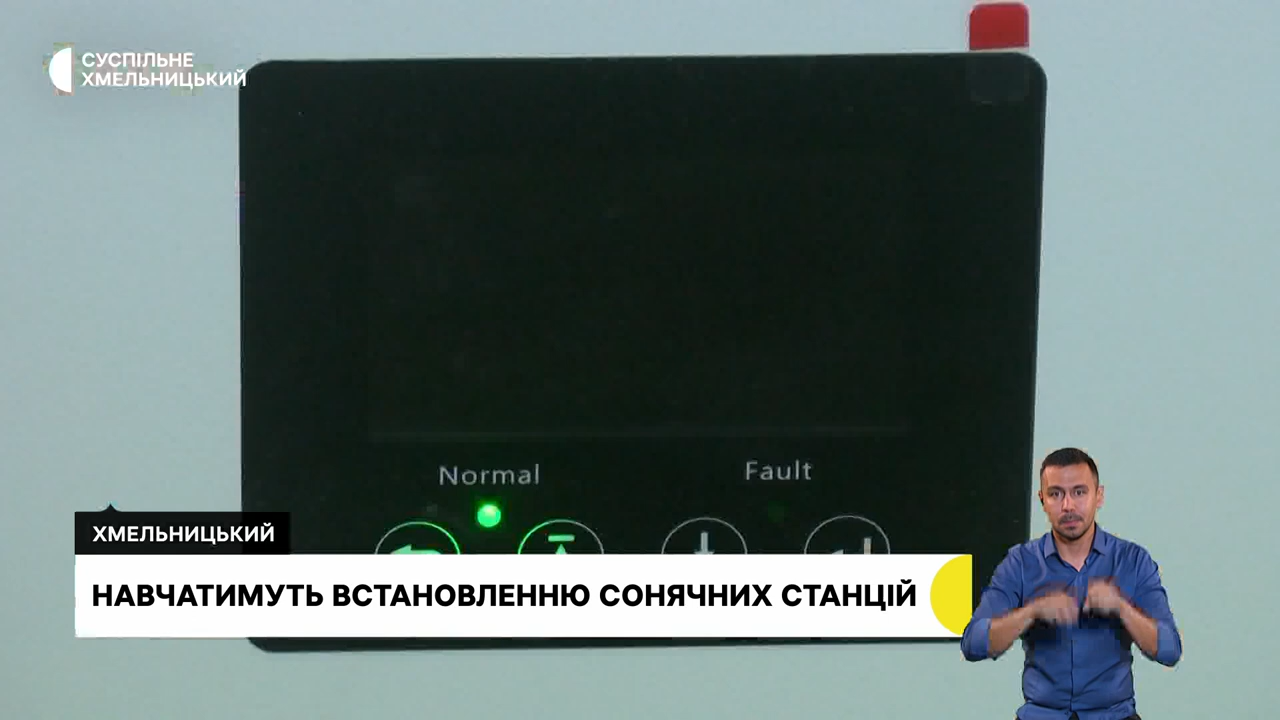 СУСПІЛЬНЕ
ХМЕЛЬНИЦЬКИЙ
Normal
Fault
ХМЕЛЬНИЦЬКИЙ
НАВЧАТИМУТЬ ВСТАНОВЛЕННЮ СОНЯЧНИХ СТАНЦІЙ